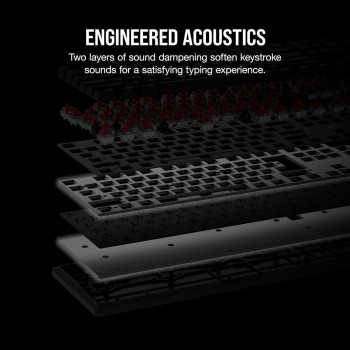 ENGINEERED ACOUSTICS
Two layers of sound dampening soften keystroke
sounds for a satisfying typing experience.